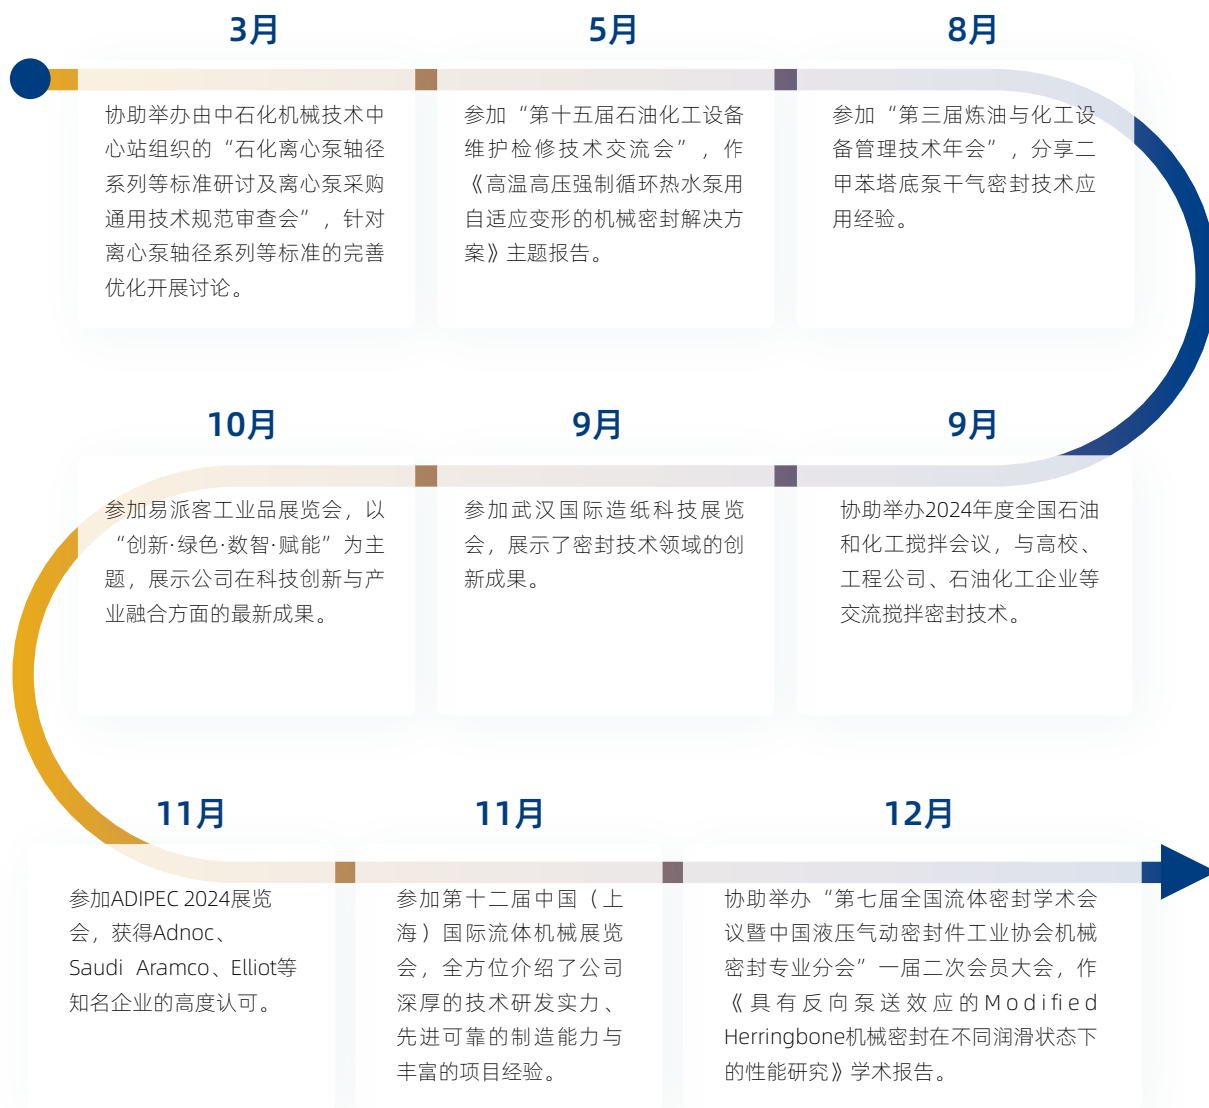 3月
协助举办由中石化机械技术中
心站组织的“石化离心泵轴径
系列等标准研讨及离心泵采购
通用技术规范审查会”，针对
离心泵轴径系列等标准的完善
优化开展讨论。
5月
参加“第十五届石油化工设备
维护检修技术交流会”，作
《高温高压强制循环热水泵用
自适应变形的机械密封解决方
案》主题报告。
8月
参加“第三届炼油与化工设
备管理技术年会”，分享二
甲苯塔底泵干气密封技术应
用经验。
9月
协助举办2024年度全国石油
和化工搅拌会议，与高校、
工程公司、石油化工企业等
交流搅拌密封技术。
9月
参加武汉国际造纸科技展览
会，展示了密封技术领域的创
新成果。
10月
参加易派客工业品展览会，以
“创新·绿色·数智·赋能”为主
题，展示公司在科技创新与产
业融合方面的最新成果。
11月
参加ADIPEC 2024展览
会，获得Adnoc、
Saudi Aramco、Elliot等
知名企业的高度认可。
11月
参加第十二届中国（上
海）国际流体机械展览
会，全方位介绍了公司
深厚的技术研发实力、
先进可靠的制造能力与
丰富的项目经验。
12月
协助举办“第七届全国流体密封学术会
议暨中国液压气动密封件工业协会机械
密封专业分会”一届二次会员大会，作
《具有反向泵送效应的Modified
Herringbone机械密封在不同润滑状态下
的性能研究》学术报告。